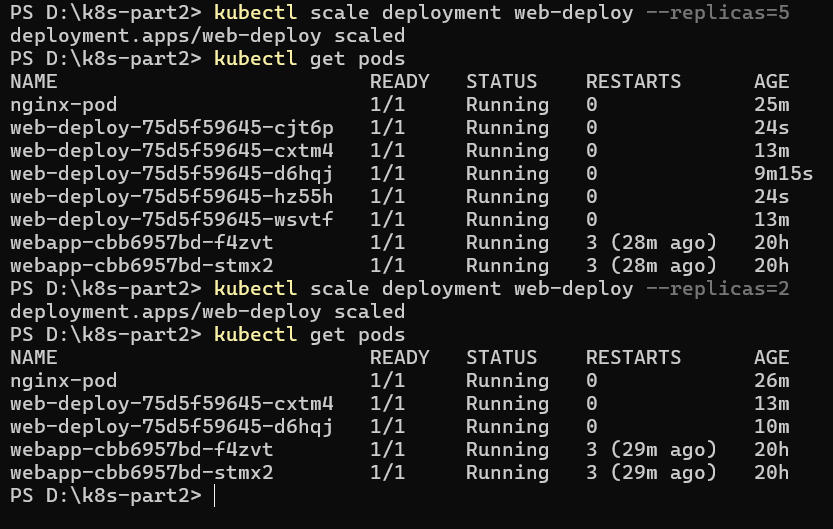 PS D:\k8s-part2> kubectl scale deployment web-deploy --replicas=5
deployment.apps/web-deploy scaled
PS D:\k8s-part2> kubectl get pods
NAME                          READY   STATUS    RESTARTS      AGE
nginx-pod                     1/1     Running   0             25m
web-deploy-75d5f59645-cjt6p   1/1     Running   0             24s
web-deploy-75d5f59645-cxtm4   1/1     Running   0             13m
web-deploy-75d5f59645-d6hqj   1/1     Running   0             9m15s
web-deploy-75d5f59645-hz55h   1/1     Running   0             24s
web-deploy-75d5f59645-wsvtf   1/1     Running   0             13m
webapp-cbb6957bd-f4zvt        1/1     Running   3 (28m ago)   20h
webapp-cbb6957bd-stmx2        1/1     Running   3 (28m ago)   20h
PS D:\k8s-part2> kubectl scale deployment web-deploy --replicas=2
deployment.apps/web-deploy scaled
PS D:\k8s-part2> kubectl get pods
NAME                          READY   STATUS    RESTARTS      AGE
nginx-pod                     1/1     Running   0             26m
web-deploy-75d5f59645-cxtm4   1/1     Running   0             13m
web-deploy-75d5f59645-d6hqj   1/1     Running   0             10m
webapp-cbb6957bd-f4zvt        1/1     Running   3 (29m ago)   20h
webapp-cbb6957bd-stmx2        1/1     Running   3 (29m ago)   20h
PS D:\k8s-part2>